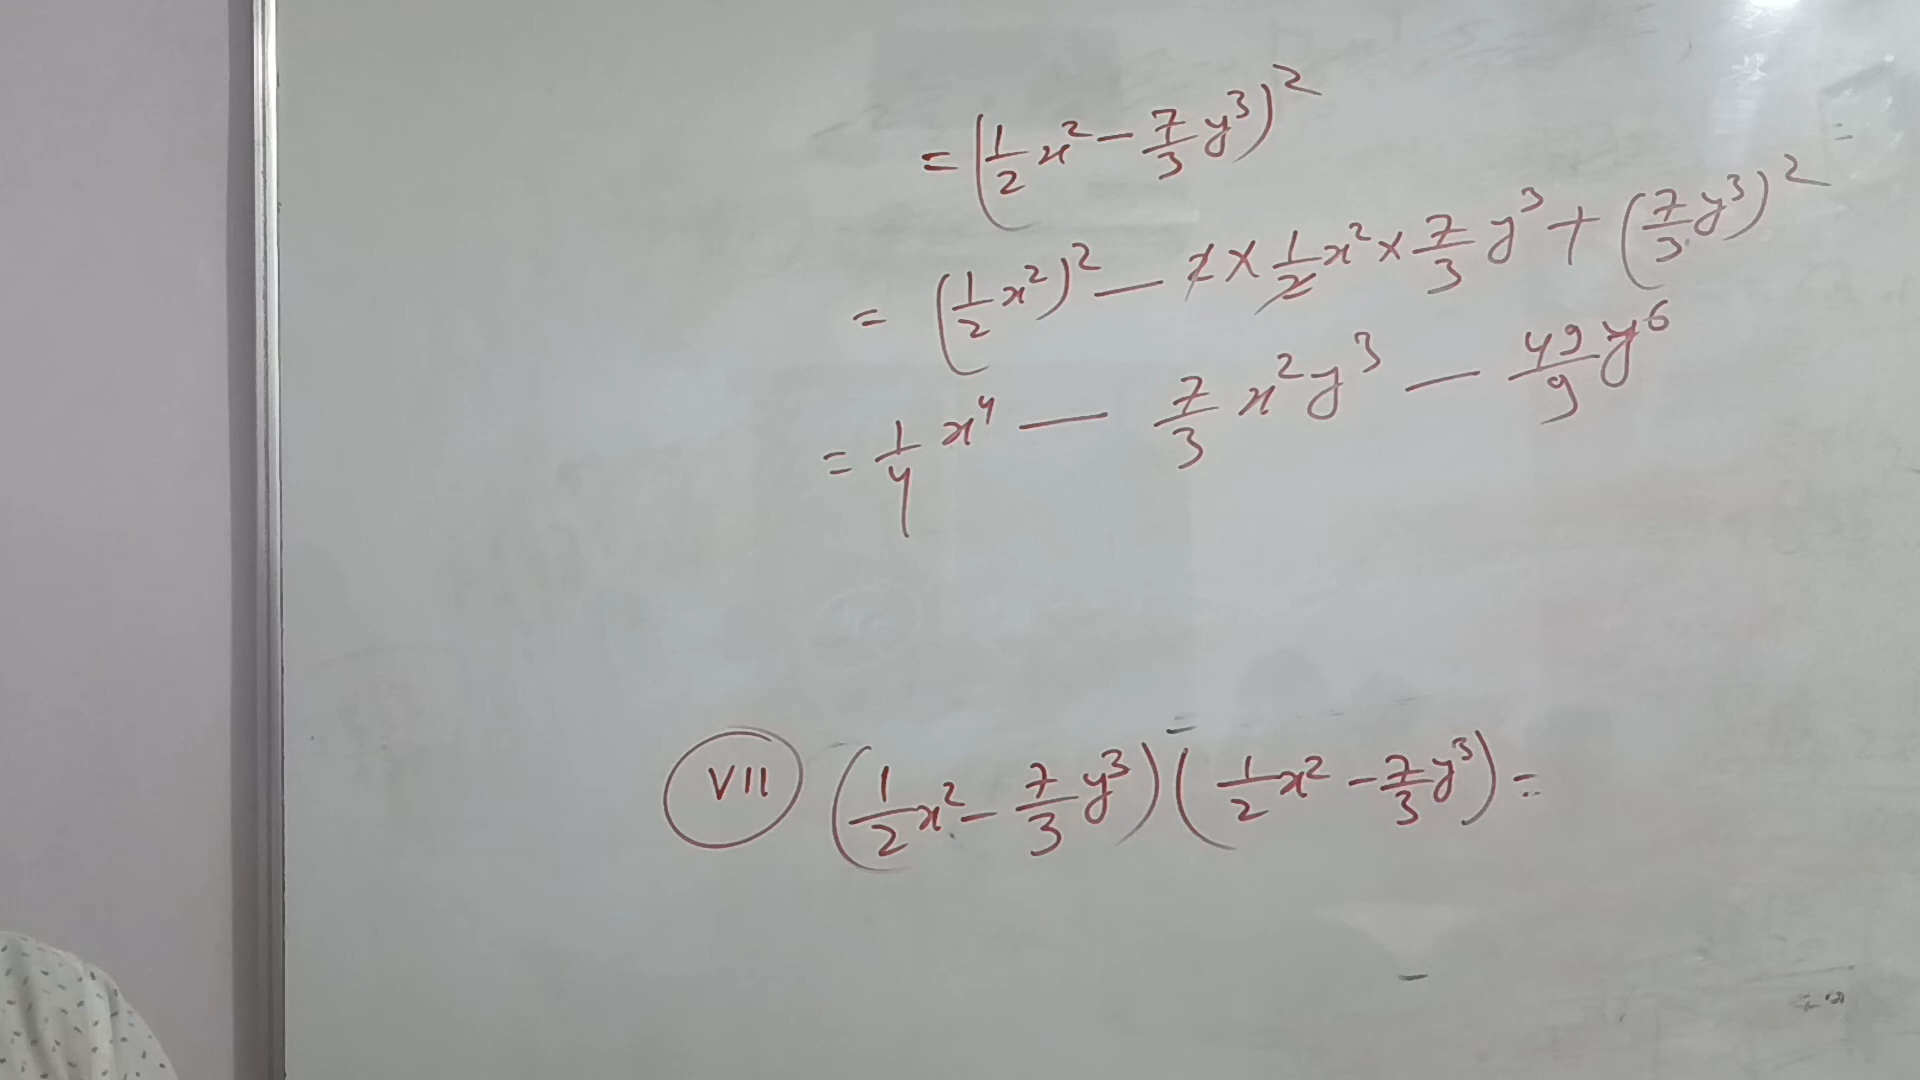 = (1/2 x² - 7/3 y³)²
= (1/2 x²)² - 2 × 1/2 x² × 7/3 y³ + (7/3 y³)²
= 1/4 x⁴ - 7/3 x² y³ - 49/9 y⁶
VII (1/2 x² - 7/3 y³) (1/2 x² - 7/3 y³) =